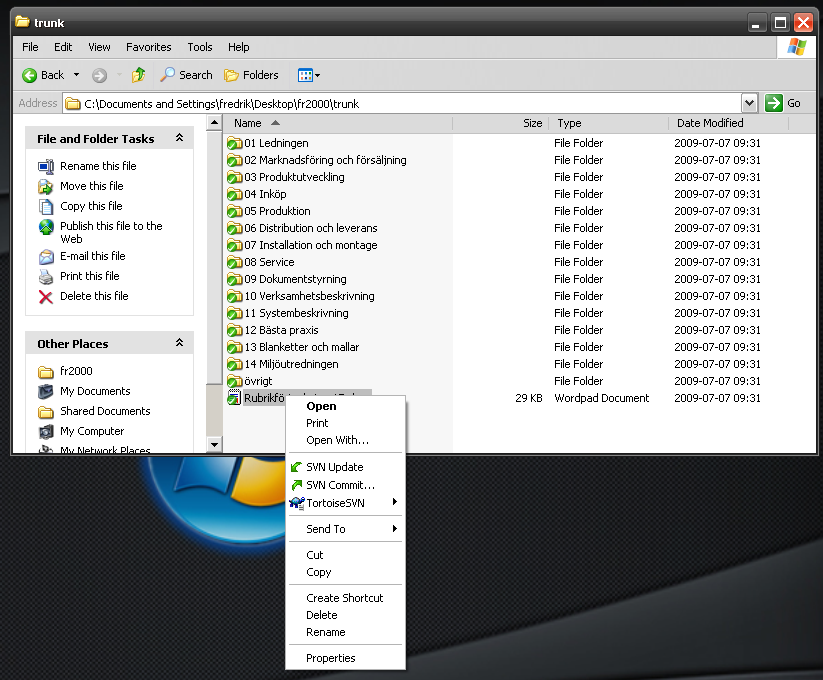 trunk
File Edit View Favorites Tools Help
Back Search Folders
Address C:\Documents and Settings\fredrik\Desktop\fr2000\trunk Go
File and Folder Tasks
Rename this file
Move this file
Copy this file
Publish this file to the
Web
E-mail this file
Print this file
Delete this file
Other Places
fr2000
My Documents
Shared Documents
My Computer
My Network Places
Name Size Type Date Modified
01 Ledningen File Folder 2009-07-07 09:31
02 Marknadsföring och försäljning File Folder 2009-07-07 09:31
03 Produktutveckling File Folder 2009-07-07 09:31
04 Inköp File Folder 2009-07-07 09:31
05 Produktion File Folder 2009-07-07 09:31
06 Distribution och leverans File Folder 2009-07-07 09:31
07 Installation och montage File Folder 2009-07-07 09:31
08 Service File Folder 2009-07-07 09:31
09 Dokumentstyrning File Folder 2009-07-07 09:31
10 Verksamhetsbeskrivning File Folder 2009-07-07 09:31
11 Systembeskrivning File Folder 2009-07-07 09:31
12 Bästa praxis File Folder 2009-07-07 09:31
13 Blanketter och mallar File Folder 2009-07-07 09:31
14 Miljöutredningen File Folder 2009-07-07 09:31
övrigt File Folder 2009-07-07 09:31
29 KB Wordpad Document 2009-07-07 09:31
Open
Print
Open With...
SVN Update
SVN Commit...
TortoiseSVN
Send To
Cut
Copy
Create Shortcut
Delete
Rename
Properties